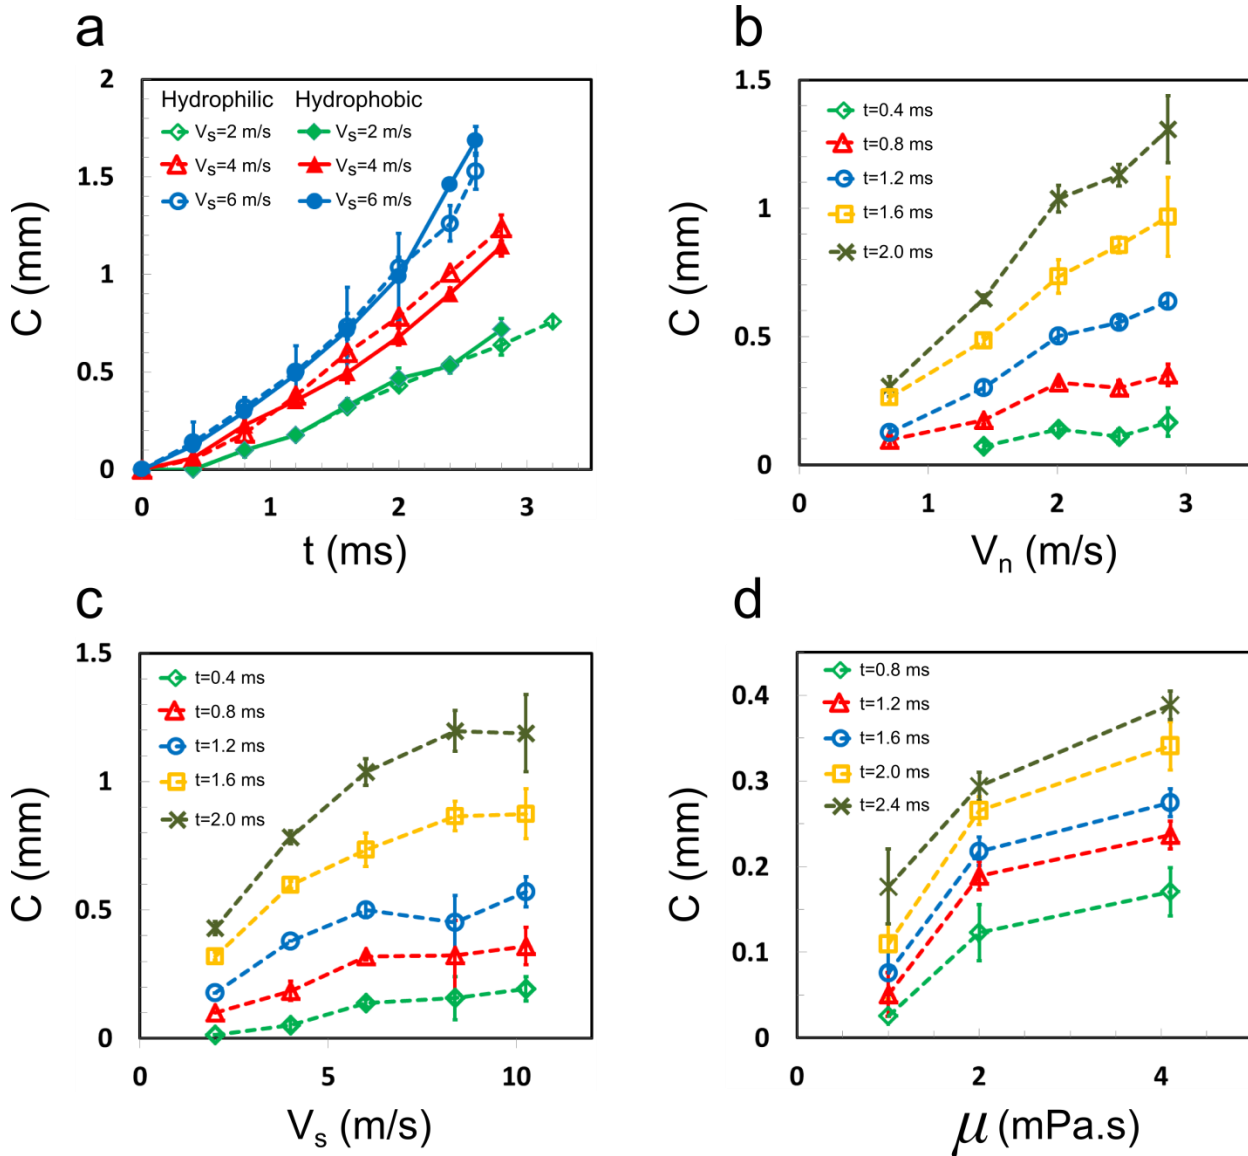 a
2
1.5
1
0.5
0
0
1
2
3
C (mm)
t (ms)
Hydrophilic Hydrophobic
Vs=2 m/s Vs=2 m/s
Vs=4 m/s Vs=4 m/s
Vs=6 m/s Vs=6 m/s
b
1.5
1
0.5
0
0
1
2
3
C (mm)
Vn (m/s)
t=0.4 ms
t=0.8 ms
t=1.2 ms
t=1.6 ms
t=2.0 ms
c
1.5
1
0.5
0
0
5
10
C (mm)
Vs (m/s)
t=0.4 ms
t=0.8 ms
t=1.2 ms
t=1.6 ms
t=2.0 ms
d
0.4
0.3
0.2
0.1
0
0
2
4
C (mm)
μ (mPa.s)
t=0.8 ms
t=1.2 ms
t=1.6 ms
t=2.0 ms
t=2.4 ms